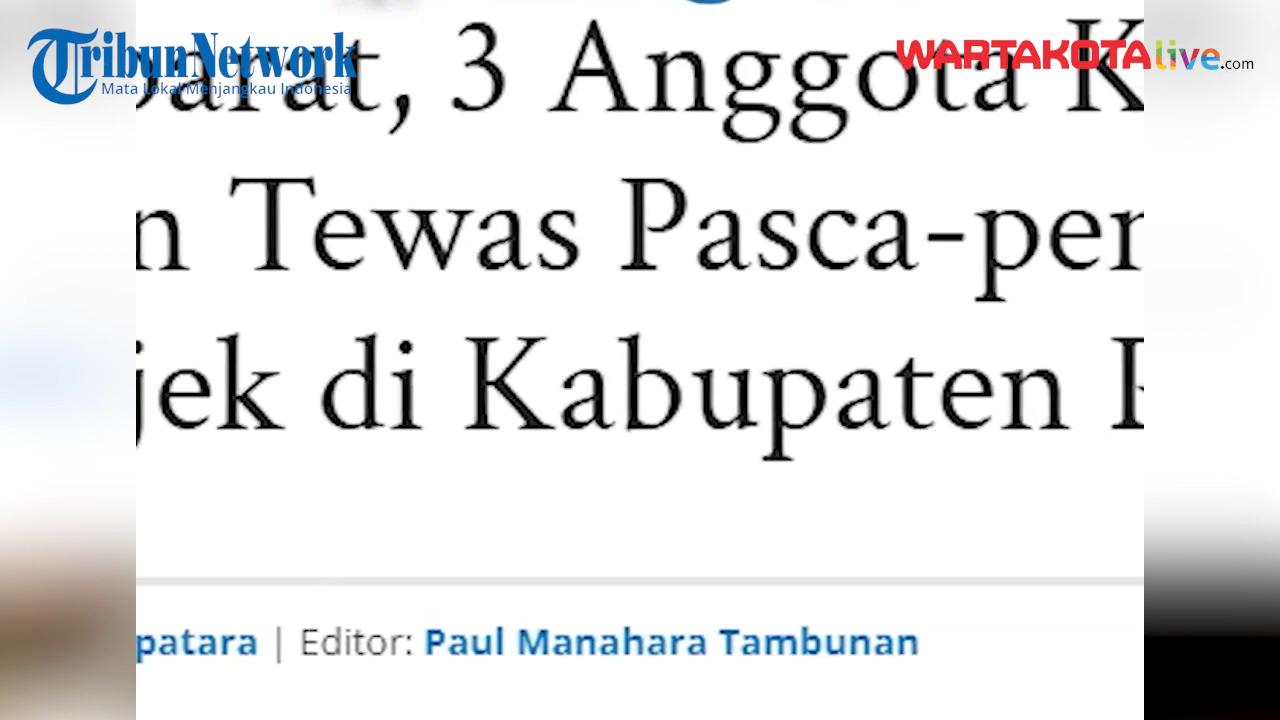 TribunNetwork
Mata Lokal Menjangkau Indonesia
WARTAKOTAlive.com
arat, 3 Anggota K
n Tewas Pasca-per
jek di Kabupaten
patara | Editor: Paul Manahara Tambunan